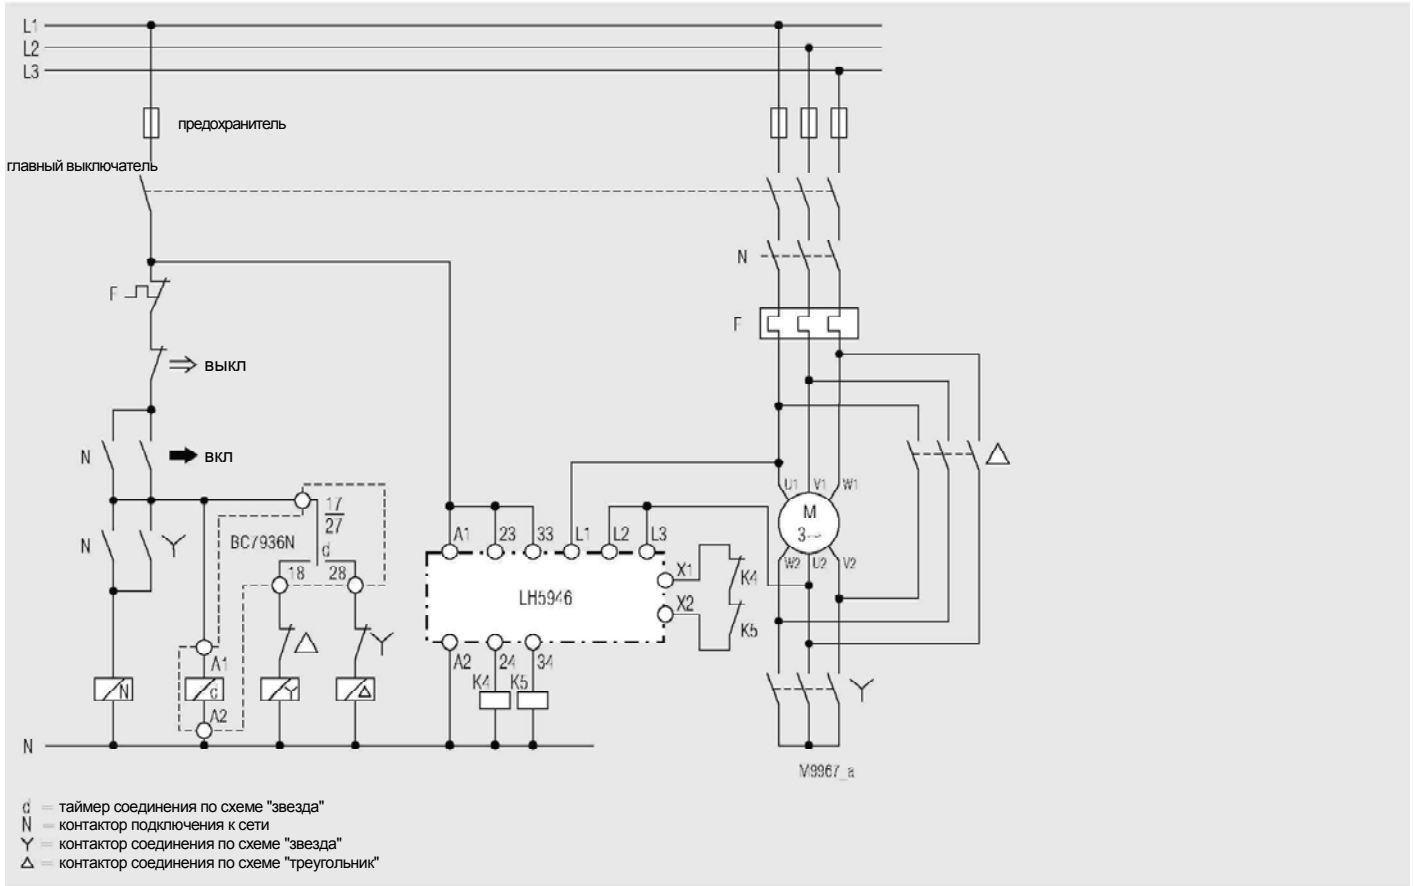 L1
L2
L3
предохранитель
главный выключатель
N
F
F
выкл
N
вкл
U1 V1 W1
17
27
M
3~
A1 23 33 L1 L2 L3
N
BC7936N
d
18 28
W2 U2 V2
X1
K4
LH5946
X2
K5
A1
A2 24 34
N
d
K4 K5
A2
N
M9967_a
d = таймер соединения по схеме "звезда"
N = контактор подключения к сети
Y = контактор соединения по схеме "звезда"
△ = контактор соединения по схеме "треугольник"